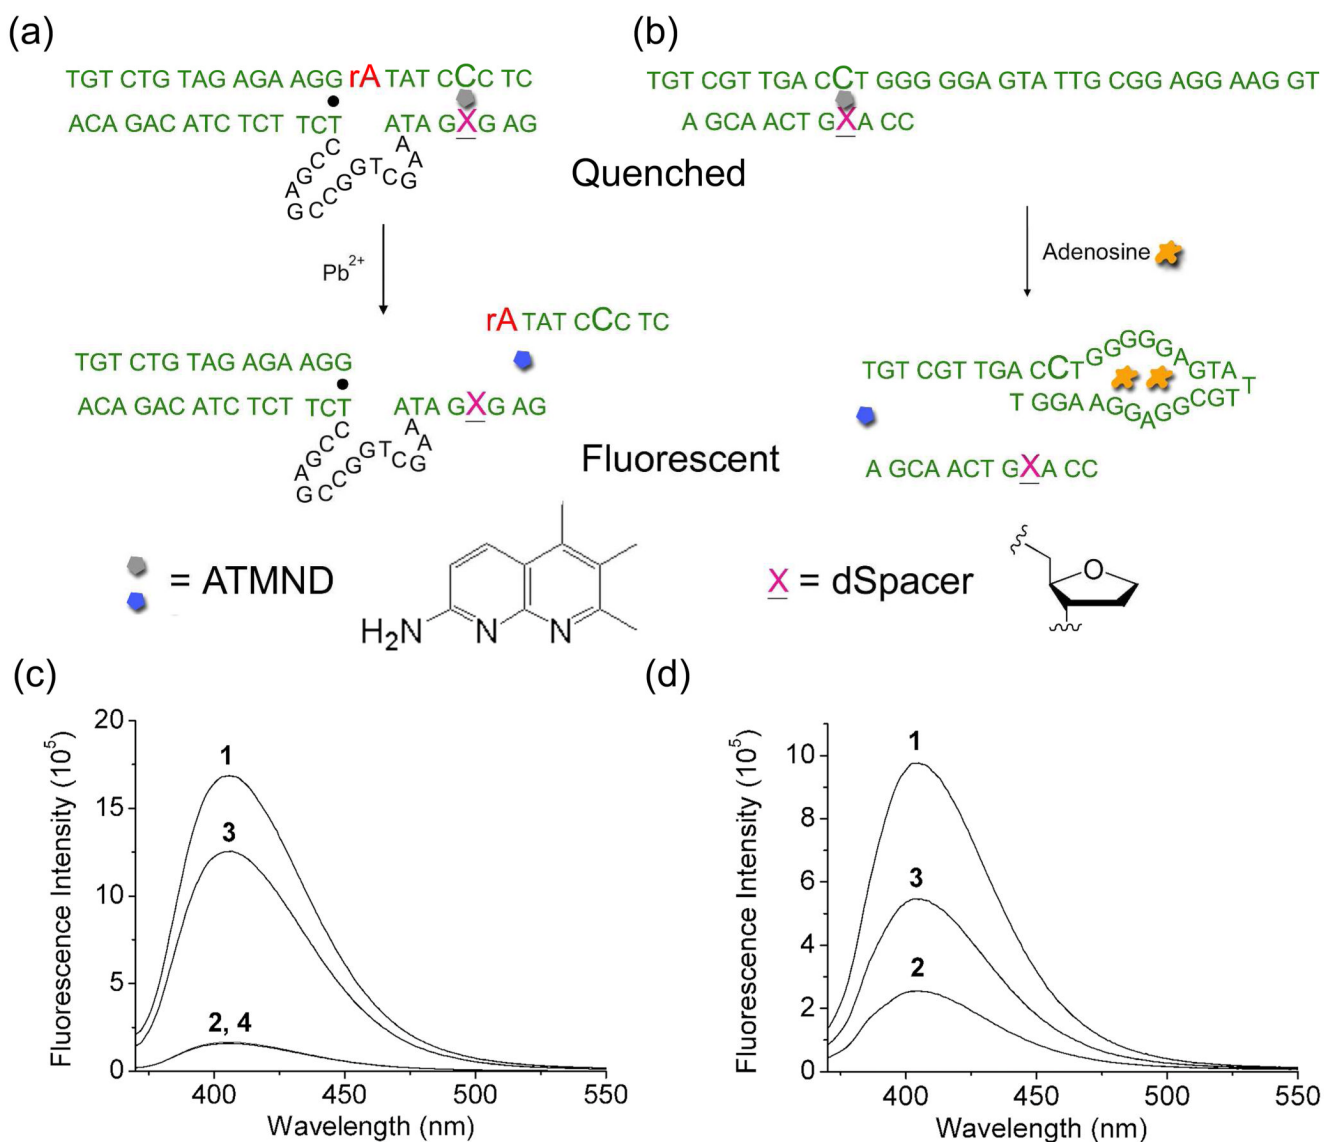 (a)
TGT CTG TAG AGA AGG rA TAT CCC TC
ACA GAC ATC TCT TCT ATA GXG AG
CCGAGCCGGTCGAA
(b)
TGT CGT TGA CCT GGG GGA GTA TTG CGG AGG AAG GT
A GCA ACT GXA CC
Quenched
Pb2+
Adenosine
rA TAT CCC TC
TGT CTG TAG AGA AGG
ACA GAC ATC TCT TCT ATA GXG AG
CCGAGCCGGTCGAA
TGT CGT TGA CCT GGGGGAGTAT
T GGA AGGAGGCGTT
A GCA ACT GXA CC
Fluorescent
= ATMND
H2N N N
X = dSpacer
O
(c)
Fluorescence Intensity (10^5)
20
15
10
5
0
1
3
2, 4
400 450 500 550
Wavelength (nm)
(d)
Fluorescence Intensity (10^5)
10
8
6
4
2
0
1
3
2
400 450 500 550
Wavelength (nm)